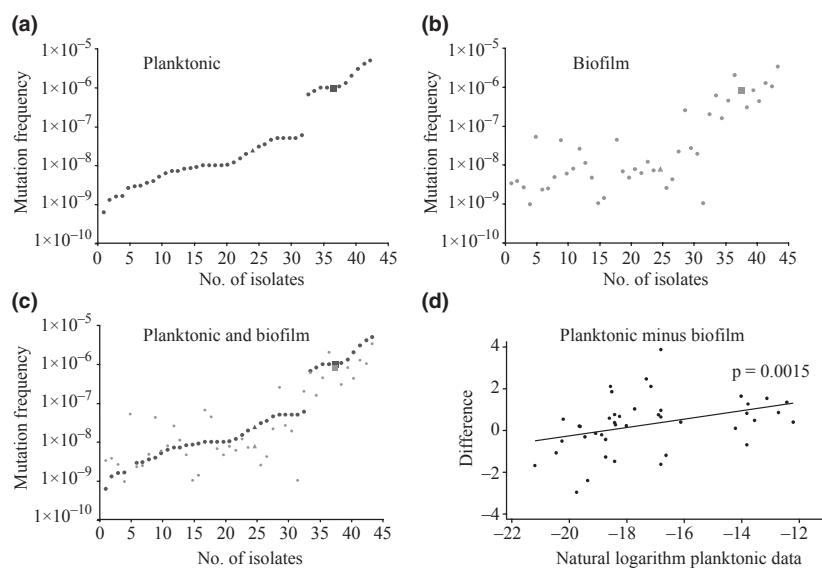 (a)
Planktonic
Mutation frequency
1×10−5
1×10−6
1×10−7
1×10−8
1×10−9
1×10−10
0 5 10 15 20 25 30 35 40 45
No. of isolates
(b)
Biofilm
Mutation frequency
1×10−5
1×10−6
1×10−7
1×10−8
1×10−9
1×10−10
0 5 10 15 20 25 30 35 40 45
No. of isolates
(c)
Planktonic and biofilm
Mutation frequency
1×10−5
1×10−6
1×10−7
1×10−8
1×10−9
1×10−10
0 5 10 15 20 25 30 35 40 45
No. of isolates
(d)
Planktonic minus biofilm
p = 0.0015
Difference
4
2
0
−2
−4
−22 −20 −18 −16 −14 −12
Natural logarithm planktonic data